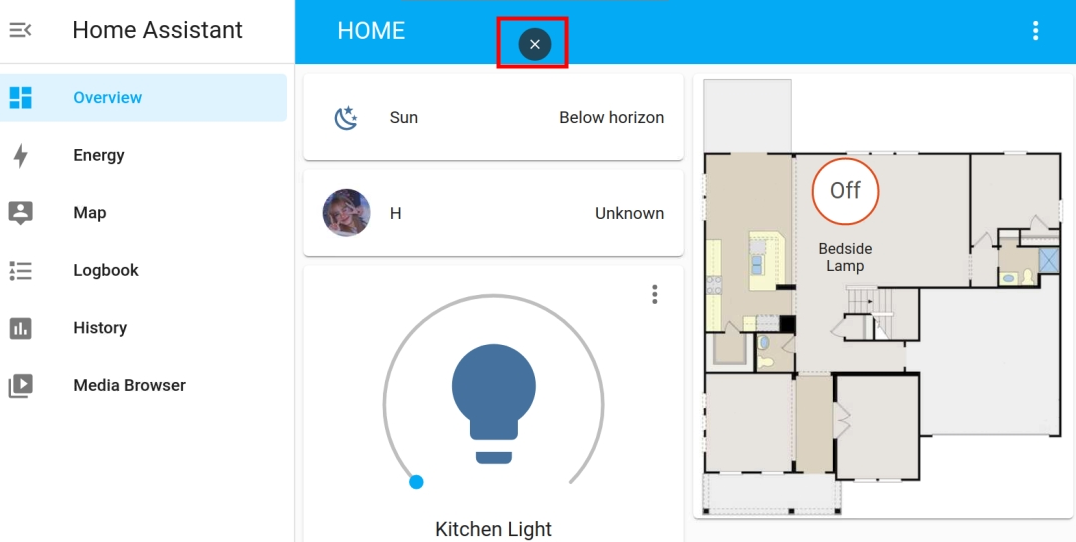 Home Assistant
HOME
Overview
Energy
Map
Logbook
History
Media Browser
Sun
Below horizon
H
Unknown
Kitchen Light
Off
Bedside
Lamp